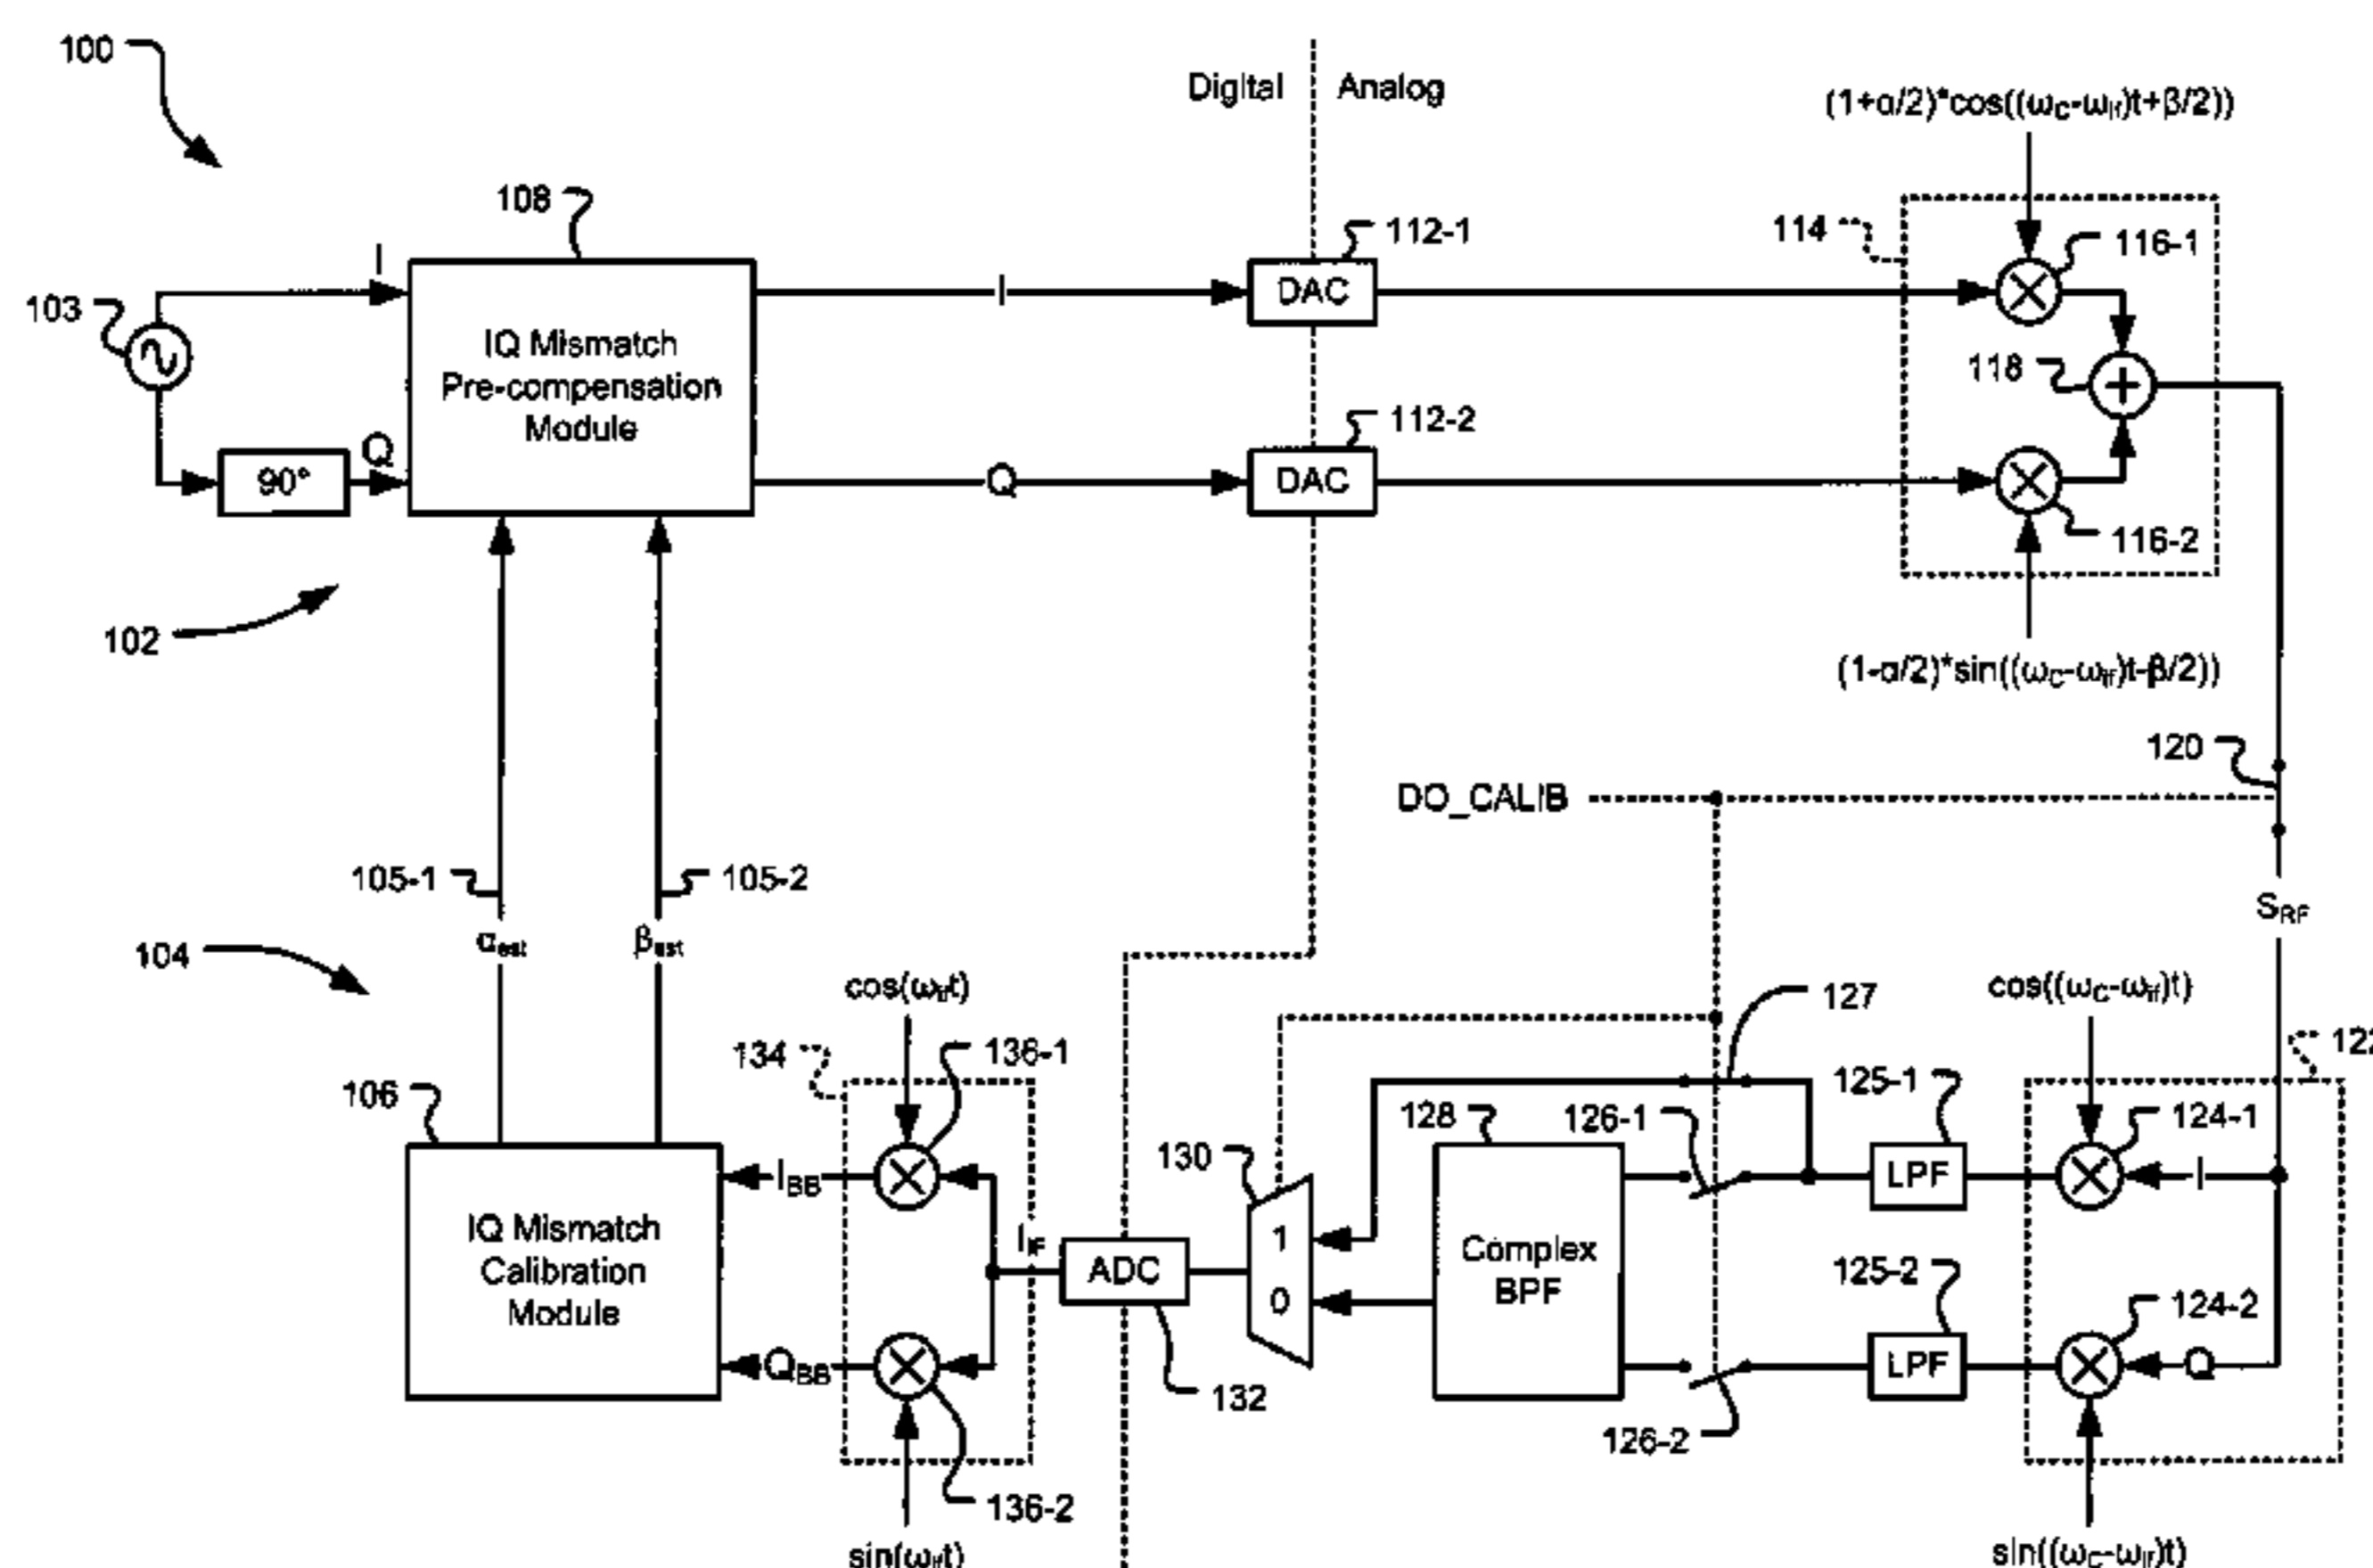 100
Digital
Analog
(1+α/2)*cos((ωC-ωif)t+β/2))
108
112-1
114
116-1
I
I
DAC
103
IQ Mismatch
Pre-compensation
Module
118
112-2
Q
90°
Q
DAC
116-2
102
(1-α/2)*sin((ωC-ωif)t-β/2))
120
DO_CALIB
105-1
105-2
SRF
αest
βest
104
cos(ωift)
127
cos((ωC-ωif)t)
134
136-1
122
106
128
126-1
125-1
124-1
130
IBB
LPF
I
IQ Mismatch
Calibration
Module
IIF
ADC
1
0
Complex
BPF
125-2
124-2
QBB
LPF
Q
132
126-2
136-2
sin(ωift)
sin((ωC-ωif)t)